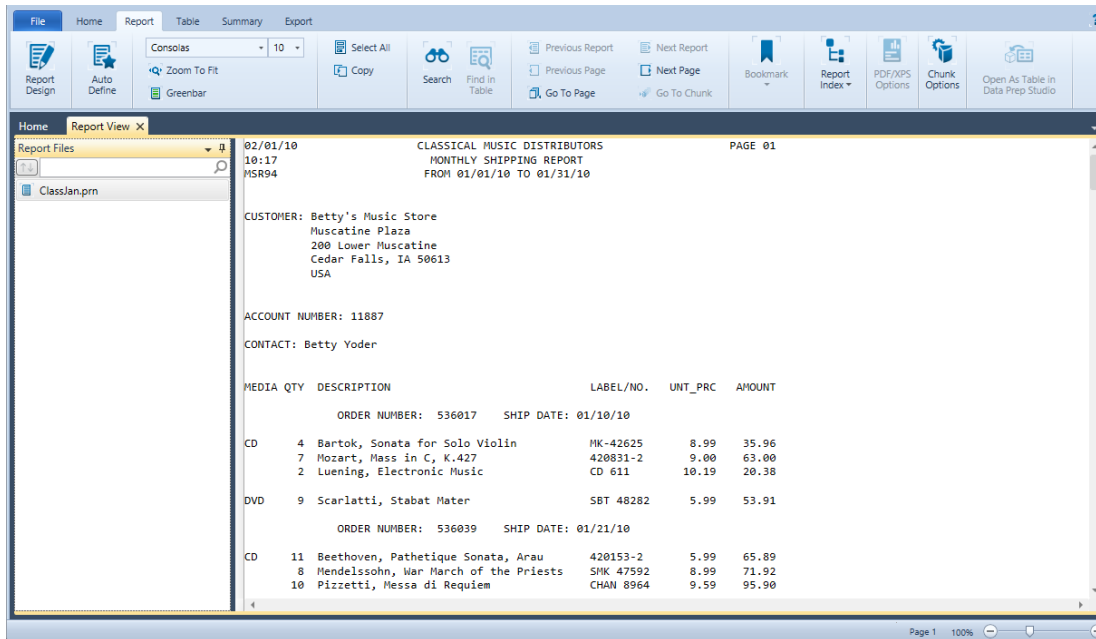 File Home Report Table Summary Export
Consolas 10 Select All Previous Report Next Report
Zoom To Fit Copy Previous Page Next Page
Greenbar Go To Page Go To Chunk
Report Design
Auto Define
Search
Find in Table
Bookmark
Report Index
PDF/XPS Options
Chunk Options
Open As Table in Data Prep Studio
Home Report View X
Report Files
ClassJan.prn
02/01/10 CLASSICAL MUSIC DISTRIBUTORS PAGE 01
10:17 MONTHLY SHIPPING REPORT
MSR94 FROM 01/01/10 TO 01/31/10
CUSTOMER: Betty's Music Store
Muscatine Plaza
200 Lower Muscatine
Cedar Falls, IA 50613
USA
ACCOUNT NUMBER: 11887
CONTACT: Betty Yoder
MEDIA QTY DESCRIPTION LABEL/NO. UNT_PRC AMOUNT
ORDER NUMBER: 536017 SHIP DATE: 01/10/10
CD 4 Bartok, Sonata for Solo Violin MK-42625 8.99 35.96
7 Mozart, Mass in C, K.427 420831-2 9.00 63.00
2 Luening, Electronic Music CD 611 10.19 20.38
DVD 9 Scarlatti, Stabat Mater SBT 48282 5.99 53.91
ORDER NUMBER: 536039 SHIP DATE: 01/21/10
CD 11 Beethoven, Pathetique Sonata, Arau 420153-2 5.99 65.89
8 Mendelssohn, War March of the Priests SMK 47592 8.99 71.92
10 Pizzetti, Messa di Requiem CHAN 8964 9.59 95.90
Page 1 100%